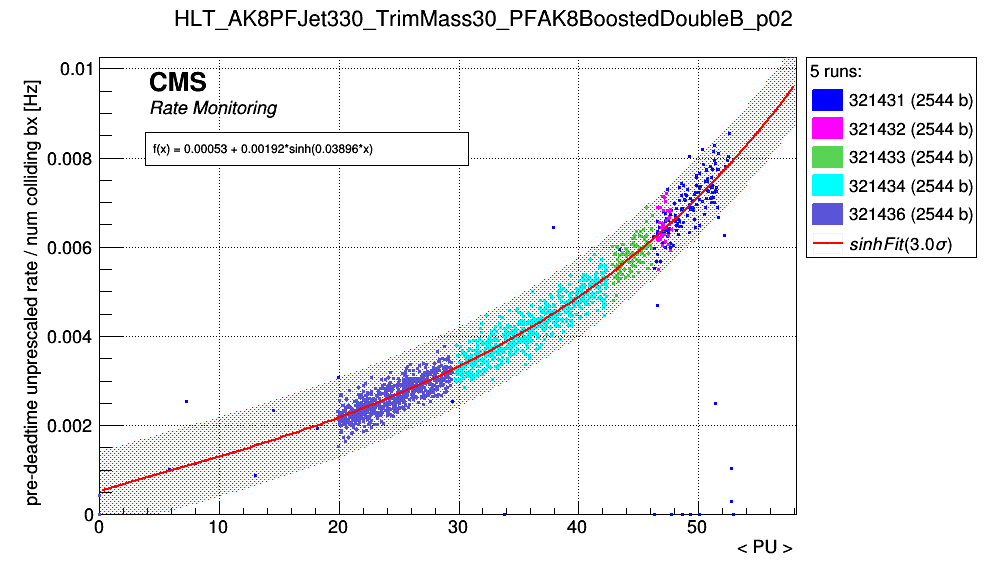 HLT_AK8PFJet330_TrimMass30_PFAK8BoostedDoubleB_p02
pre-deadtime unprescaled rate / num colliding bx [Hz]
0.01
0.008
0.006
0.004
0.002
0
CMS
Rate Monitoring
f(x) = 0.00053 + 0.00192*sinh(0.03896*x)
0
10
20
30
40
50
< PU >
5 runs:
321431 (2544 b)
321432 (2544 b)
321433 (2544 b)
321434 (2544 b)
321436 (2544 b)
sinhFit(3.0σ)